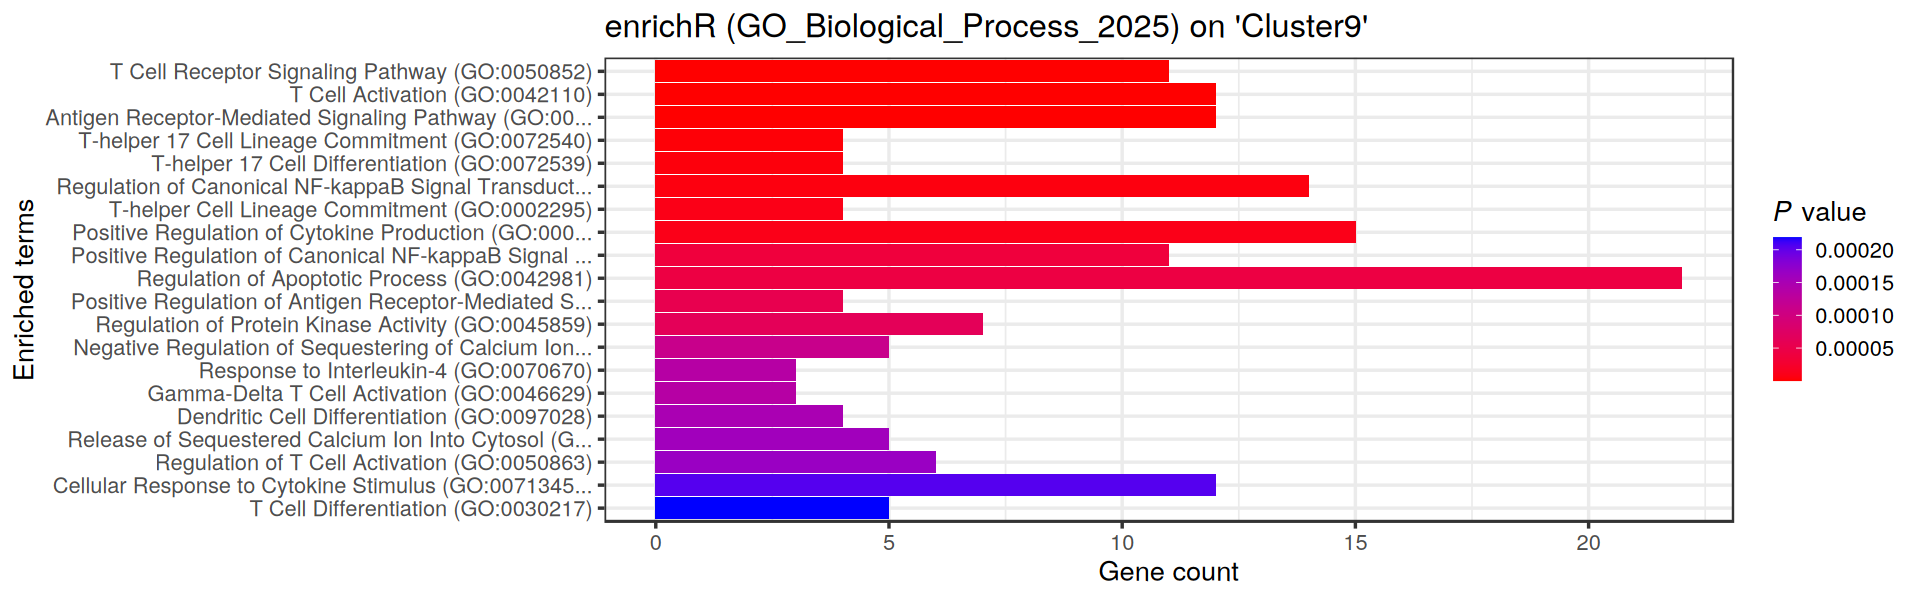 enrichR (GO_Biological_Process_2025) on 'Cluster9'
T Cell Receptor Signaling Pathway (GO:0050852)
T Cell Activation (GO:0042110)
Antigen Receptor-Mediated Signaling Pathway (GO:00...
T-helper 17 Cell Lineage Commitment (GO:0072540)
T-helper 17 Cell Differentiation (GO:0072539)
Regulation of Canonical NF-kappaB Signal Transduct...
T-helper Cell Lineage Commitment (GO:0002295)
Positive Regulation of Cytokine Production (GO:000...
Positive Regulation of Canonical NF-kappaB Signal ...
Regulation of Apoptotic Process (GO:0042981)
Positive Regulation of Antigen Receptor-Mediated S...
Regulation of Protein Kinase Activity (GO:0045859)
Negative Regulation of Sequestering of Calcium Ion...
Response to Interleukin-4 (GO:0070670)
Gamma-Delta T Cell Activation (GO:0046629)
Dendritic Cell Differentiation (GO:0097028)
Release of Sequestered Calcium Ion Into Cytosol (G...
Regulation of T Cell Activation (GO:0050863)
Cellular Response to Cytokine Stimulus (GO:0071345...
T Cell Differentiation (GO:0030217)
Enriched terms
0 5 10 15 20
Gene count
P value
0.00020
0.00015
0.00010
0.00005